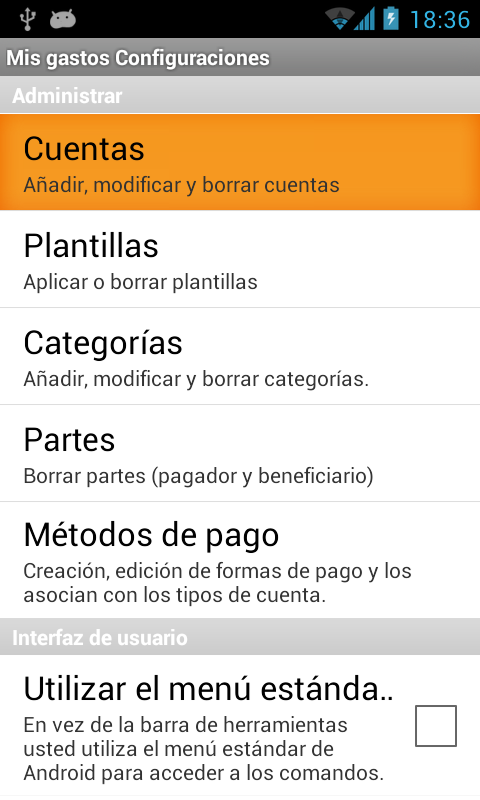 18:36
Mis gastos Configuraciones
Administrar
Cuentas
Añadir, modificar y borrar cuentas
Plantillas
Aplicar o borrar plantillas
Categorías
Añadir, modificar y borrar categorías.
Partes
Borrar partes (pagador y beneficiario)
Métodos de pago
Creación, edición de formas de pago y los
asocian con los tipos de cuenta.
Interfaz de usuario
Utilizar el menú estánda..
En vez de la barra de herramientas
usted utiliza el menú estándar de
Android para acceder a los comandos.